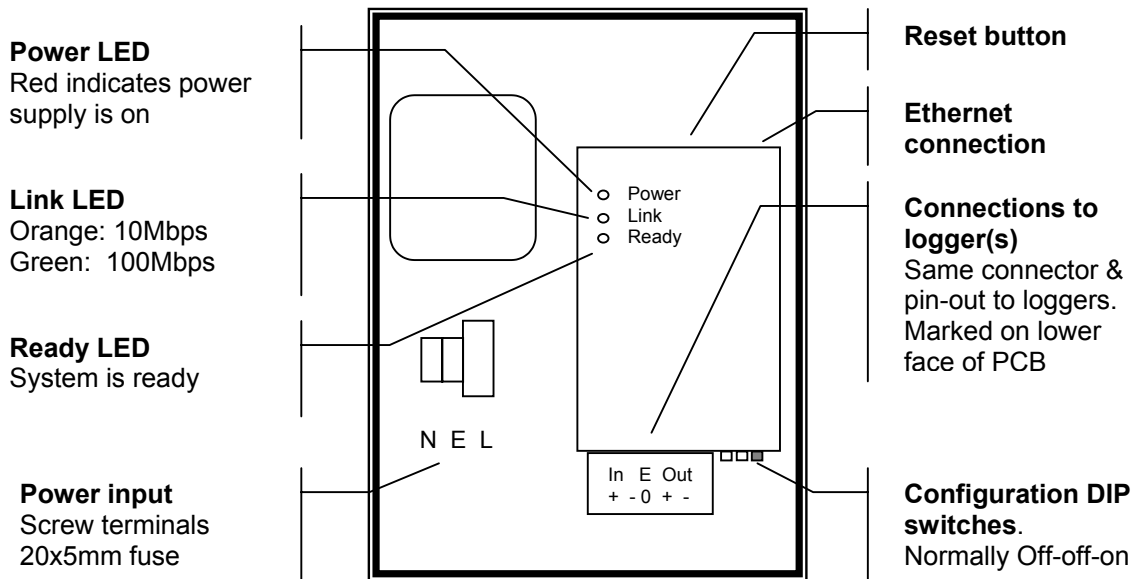 Power LED
Red indicates power
supply is on
Link LED
Orange: 10Mbps
Green: 100Mbps
Ready LED
System is ready
Power input
Screw terminals
20x5mm fuse
Power
Link
Ready
N E L
In E Out
+ - 0 + -
Reset button
Ethernet
connection
Connections to
logger(s)
Same connector &
pin-out to loggers.
Marked on lower
face of PCB
Configuration DIP
switches.
Normally Off-off-on